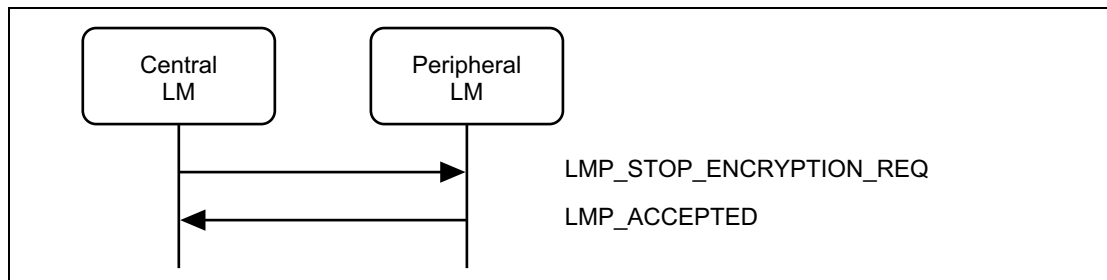 Central
LM
Peripheral
LM
LMP_STOP_ENCRYPTION_REQ
LMP_ACCEPTED